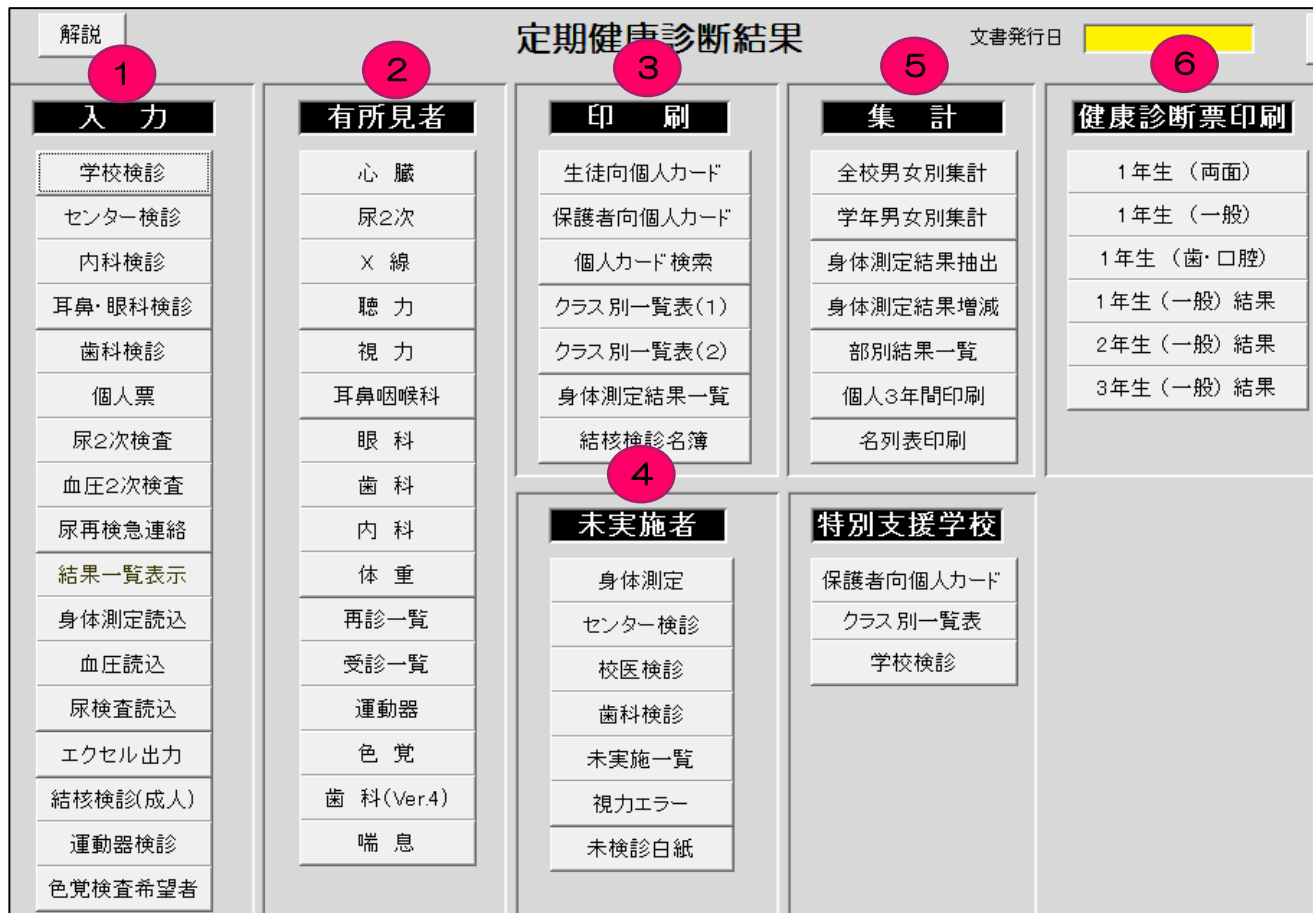 解説
定期健康診断結果
文書発行日
1
入　力
学校検診
センター検診
内科検診
耳鼻・眼科検診
歯科検診
個人票
尿2次検査
血圧2次検査
尿再検急連絡
結果一覧表示
身体測定読込
血圧読込
尿検査読込
エクセル出力
結核検診(成人)
運動器検診
色覚検査希望者
2
有所見者
心 臓
尿2次
X 線
聴 力
視 力
耳鼻咽喉科
眼 科
歯 科
内 科
体 重
再診一覧
受診一覧
運動器
色 覚
歯 科(Ver.4)
喘 息
3
印　刷
生徒向個人カード
保護者向個人カード
個人カード検索
クラス別一覧表(1)
クラス別一覧表(2)
身体測定結果一覧
結核検診名簿
4
未実施者
身体測定
センター検診
校医検診
歯科検診
未実施一覧
視力エラー
未検診白紙
5
集　計
全校男女別集計
学年男女別集計
身体測定結果抽出
身体測定結果増減
部別結果一覧
個人3年間印刷
名列表印刷
特別支援学校
保護者向個人カード
クラス別一覧表
学校検診
6
健康診断票印刷
1年生 (両面)
1年生 (一般)
1年生 (歯・口腔)
1年生(一般) 結果
2年生(一般) 結果
3年生(一般) 結果